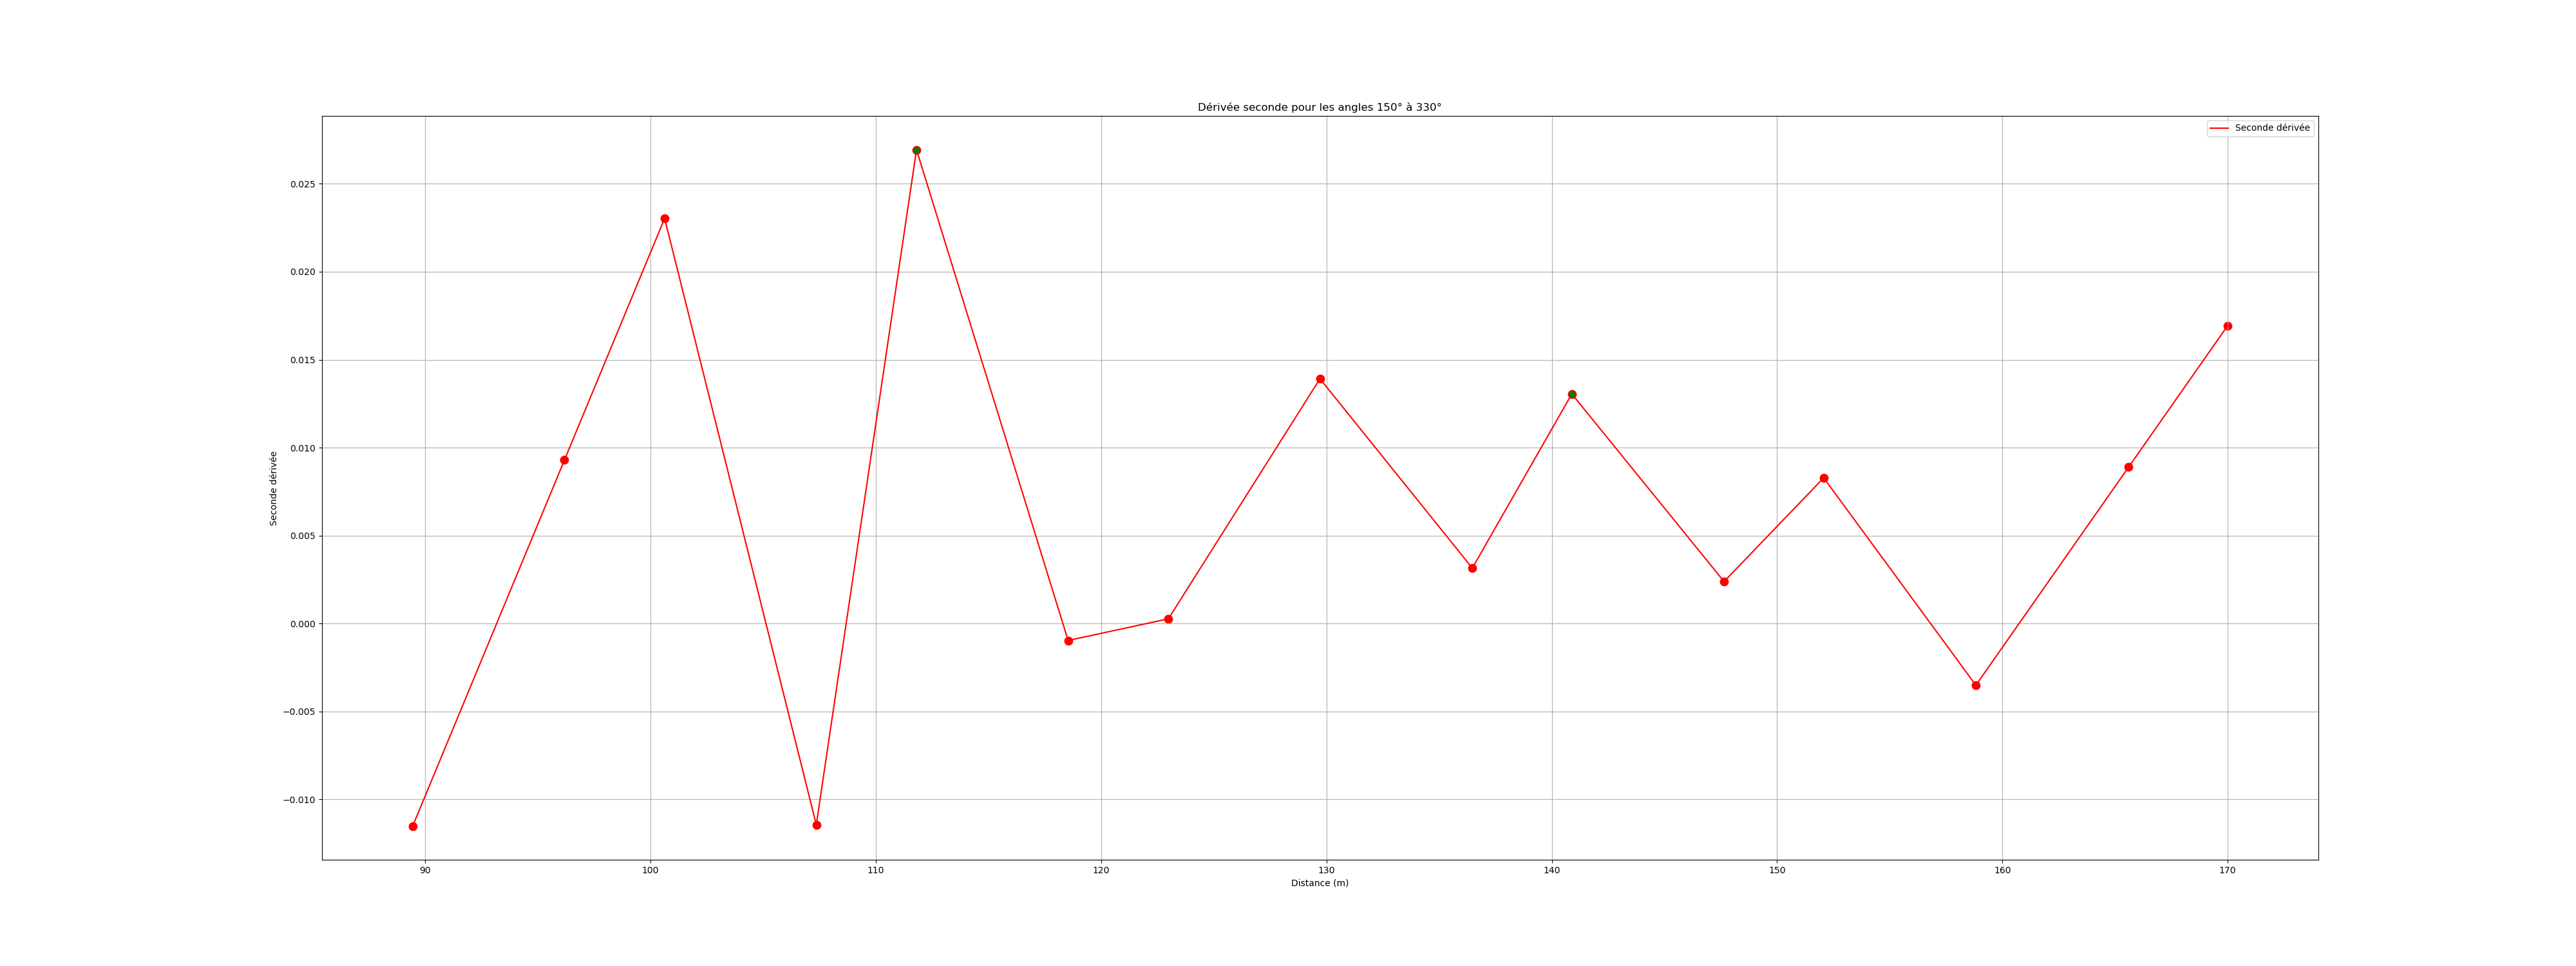 Dérivée seconde pour les angles 150° à 330°
Seconde dérivée
0.025
0.020
0.015
0.010
0.005
0.000
−0.005
−0.010
Seconde dérivée
90 100 110 120 130 140 150 160 170
Distance (m)